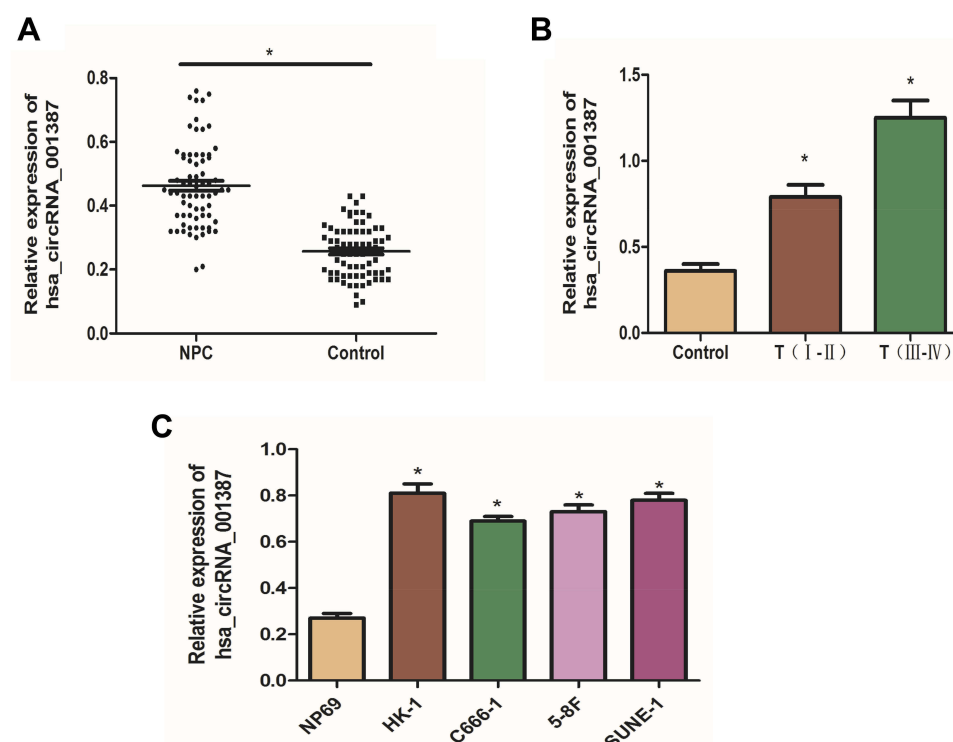 A
*
Relative expression of
hsa_circRNA_001387
0.8
0.6
0.4
0.2
0.0
NPC Control
B
Relative expression of
hsa_circRNA_001387
1.5
1.0
0.5
0.0
*
*
Control T（Ⅰ-Ⅱ） T（III-IV）
C
Relative expression of
hsa_circRNA_001387
1.0
0.8
0.6
0.4
0.2
0.0
*
*
*
*
NP69 HK-1 C666-1 5-8F SUNE-1